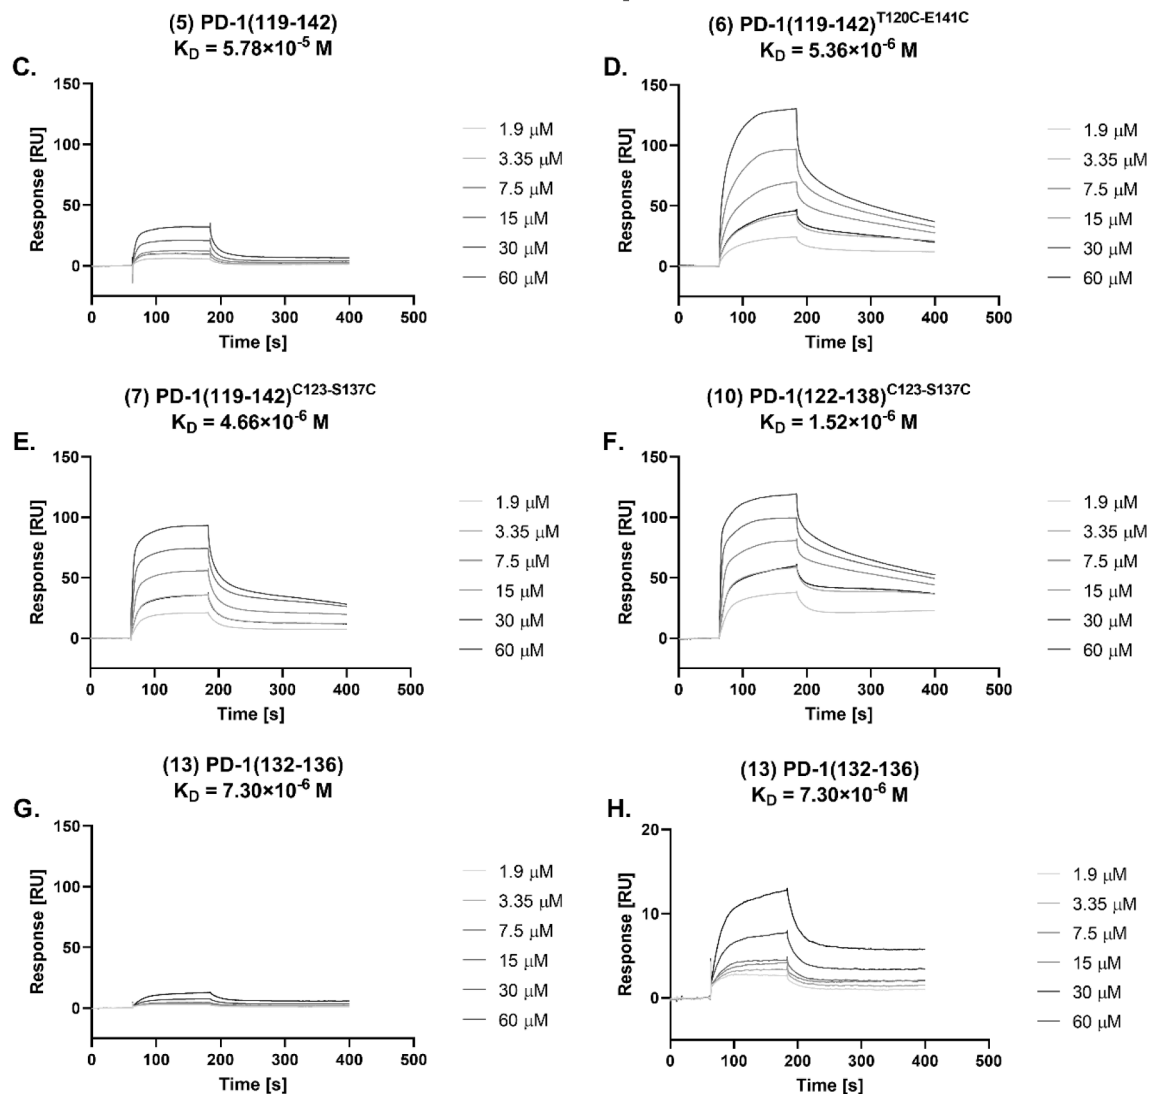 (5) PD-1(119-142)
K_D = 5.78×10⁻⁵ M
C.
150
100
50
0
Response [RU]
0 100 200 300 400 500
Time [s]
1.9 μM
3.35 μM
7.5 μM
15 μM
30 μM
60 μM
(6) PD-1(119-142)^T120C-E141C
K_D = 5.36×10⁻⁶ M
D.
150
100
50
0
Response [RU]
0 100 200 300 400 500
Time [s]
1.9 μM
3.35 μM
7.5 μM
15 μM
30 μM
60 μM
(7) PD-1(119-142)^C123-S137C
K_D = 4.66×10⁻⁶ M
E.
150
100
50
0
Response [RU]
0 100 200 300 400 500
Time [s]
1.9 μM
3.35 μM
7.5 μM
15 μM
30 μM
60 μM
(10) PD-1(122-138)^C123-S137C
K_D = 1.52×10⁻⁶ M
F.
150
100
50
0
Response [RU]
0 100 200 300 400 500
Time [s]
1.9 μM
3.35 μM
7.5 μM
15 μM
30 μM
60 μM
(13) PD-1(132-136)
K_D = 7.30×10⁻⁶ M
G.
150
100
50
0
Response [RU]
0 100 200 300 400 500
Time [s]
1.9 μM
3.35 μM
7.5 μM
15 μM
30 μM
60 μM
(13) PD-1(132-136)
K_D = 7.30×10⁻⁶ M
H.
20
10
0
Response [RU]
0 100 200 300 400 500
Time [s]
1.9 μM
3.35 μM
7.5 μM
15 μM
30 μM
60 μM